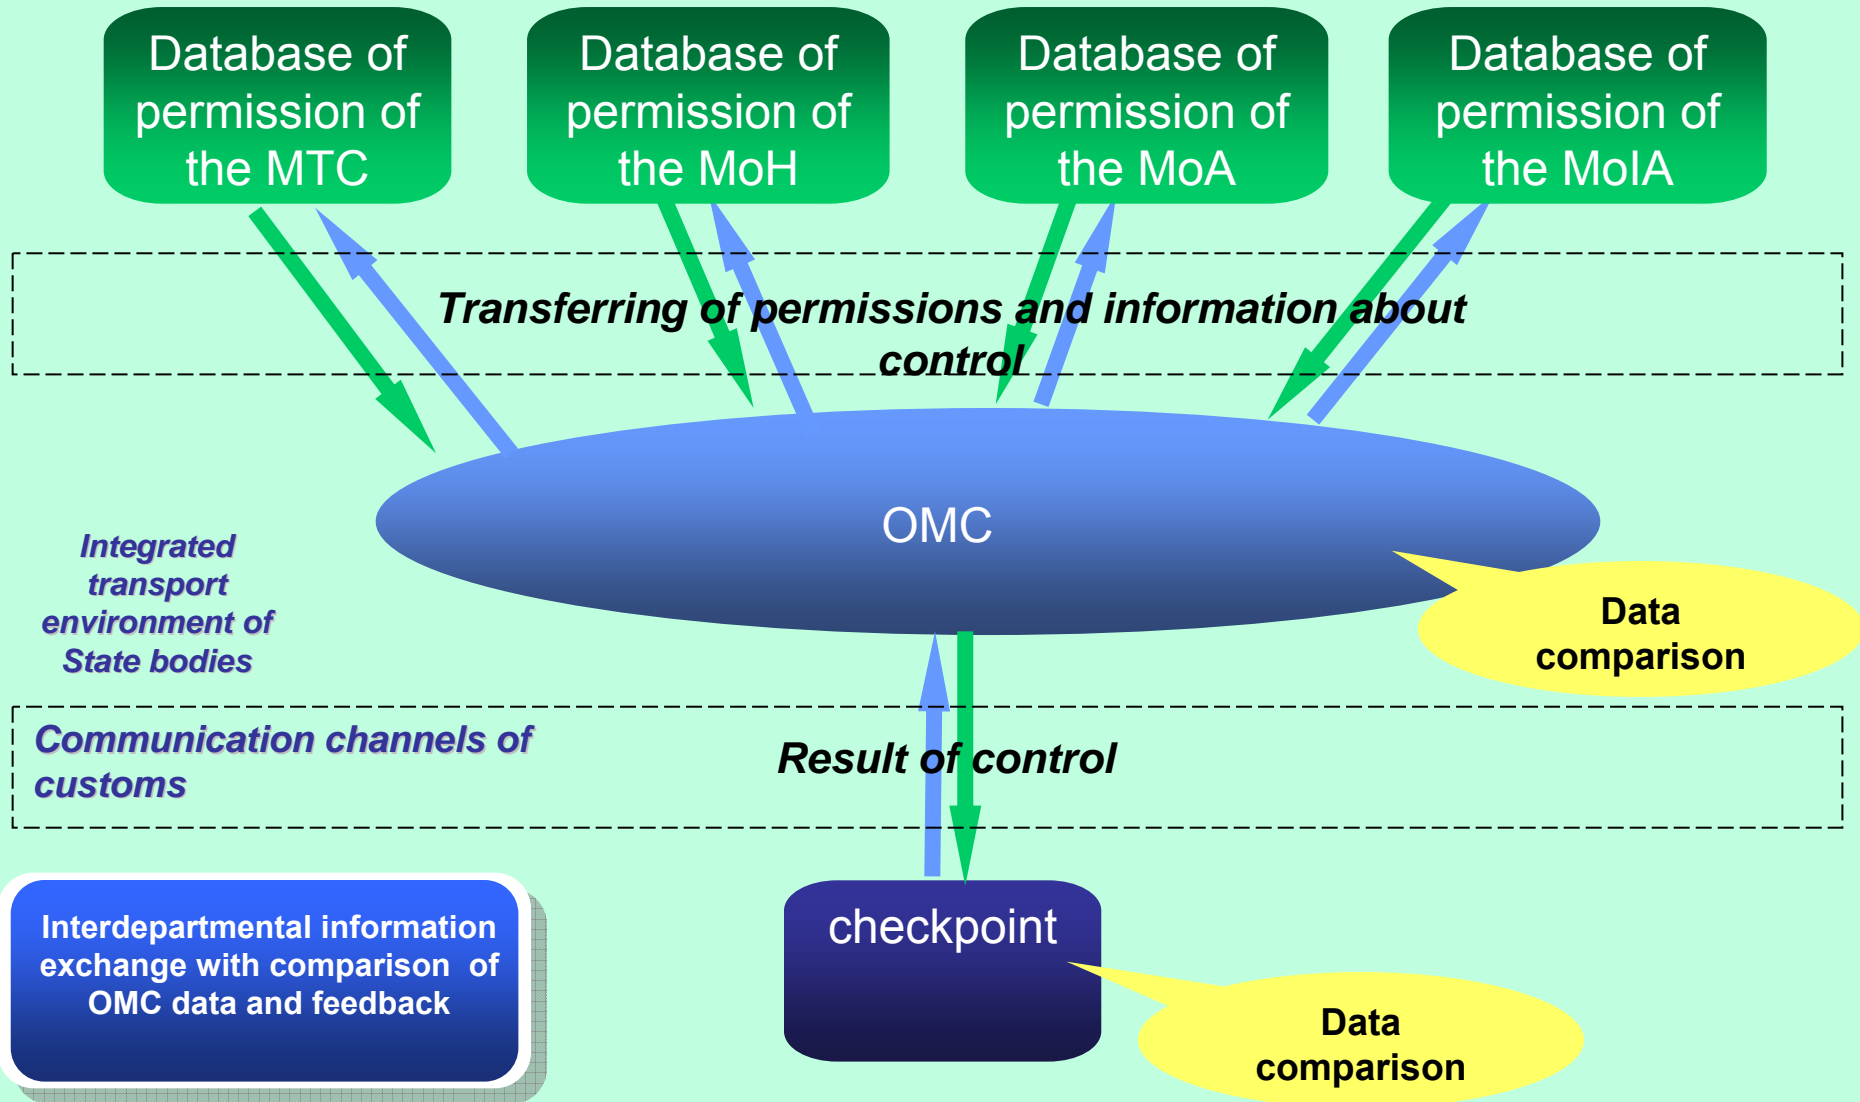 Database of
permission of
the MTC
Database of
permission of
the MoH
Database of
permission of
the MoA
Database of
permission of
the MoIA
Transferring of permissions and information about
control
OMC
Integrated
transport
environment of
State bodies
Data
comparison
Communication channels of
customs
Result of control
Interdepartmental information
exchange with comparison of
OMC data and feedback
checkpoint
Data
comparison